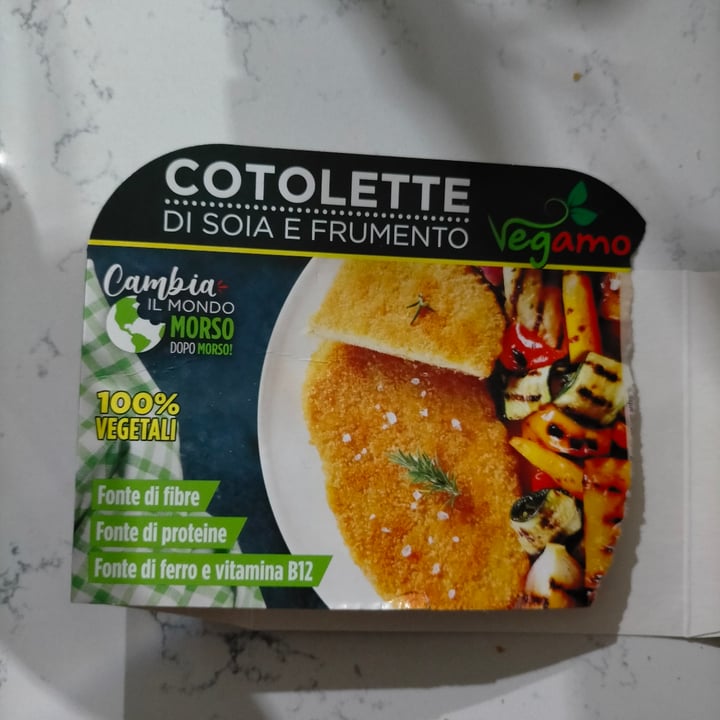 COTOLETTE
DI SOIA E FRUMENTO
Vegamo
Cambia
IL MONDO
MORSO
DOPO MORSO!
100%
VEGETALI
Fonte di fibre
Fonte di proteine
Fonte di ferro e vitamina B12